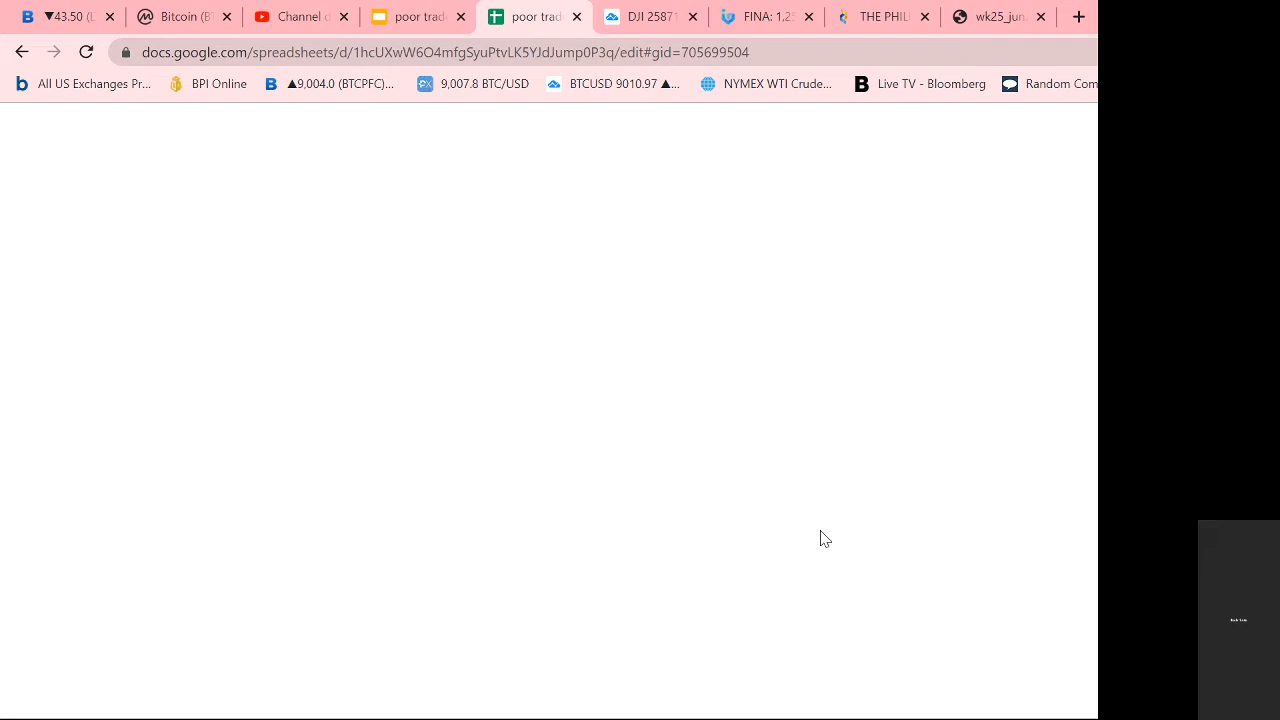 ▼43.50 (L
Bitcoin (B
Channel d
poor trad
poor trad
DJI 25871
FINA: 1,2
THE PHIL
wk25_jun.
docs.google.com/spreadsheets/d/1hcUXwW6O4mfgSyuPtvLK5YJdJump0P3q/edit#gid=705699504
All US Exchanges Pr...
BPI Online
▲9,004.0 (BTCPFC)...
9,007.8 BTC/USD
BTCUSD 9010.97 ▲...
NYMEX WTI Crude...
Live TV - Bloomberg
Random Com